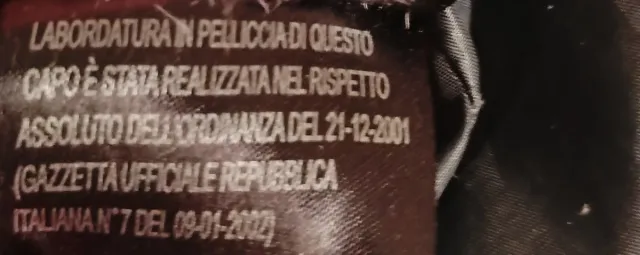 LABORDATURA IN PELLICCIA DI QUESTO
CAPO È STATA REALIZZATA NEL RISPETTO
ASSOLUTO DELL'ORDINANZA DEL 21-12-2001
(GAZZETTA UFFICIALE REPUBBLICA
ITALIANA N°7 DEL 09-01-2002)